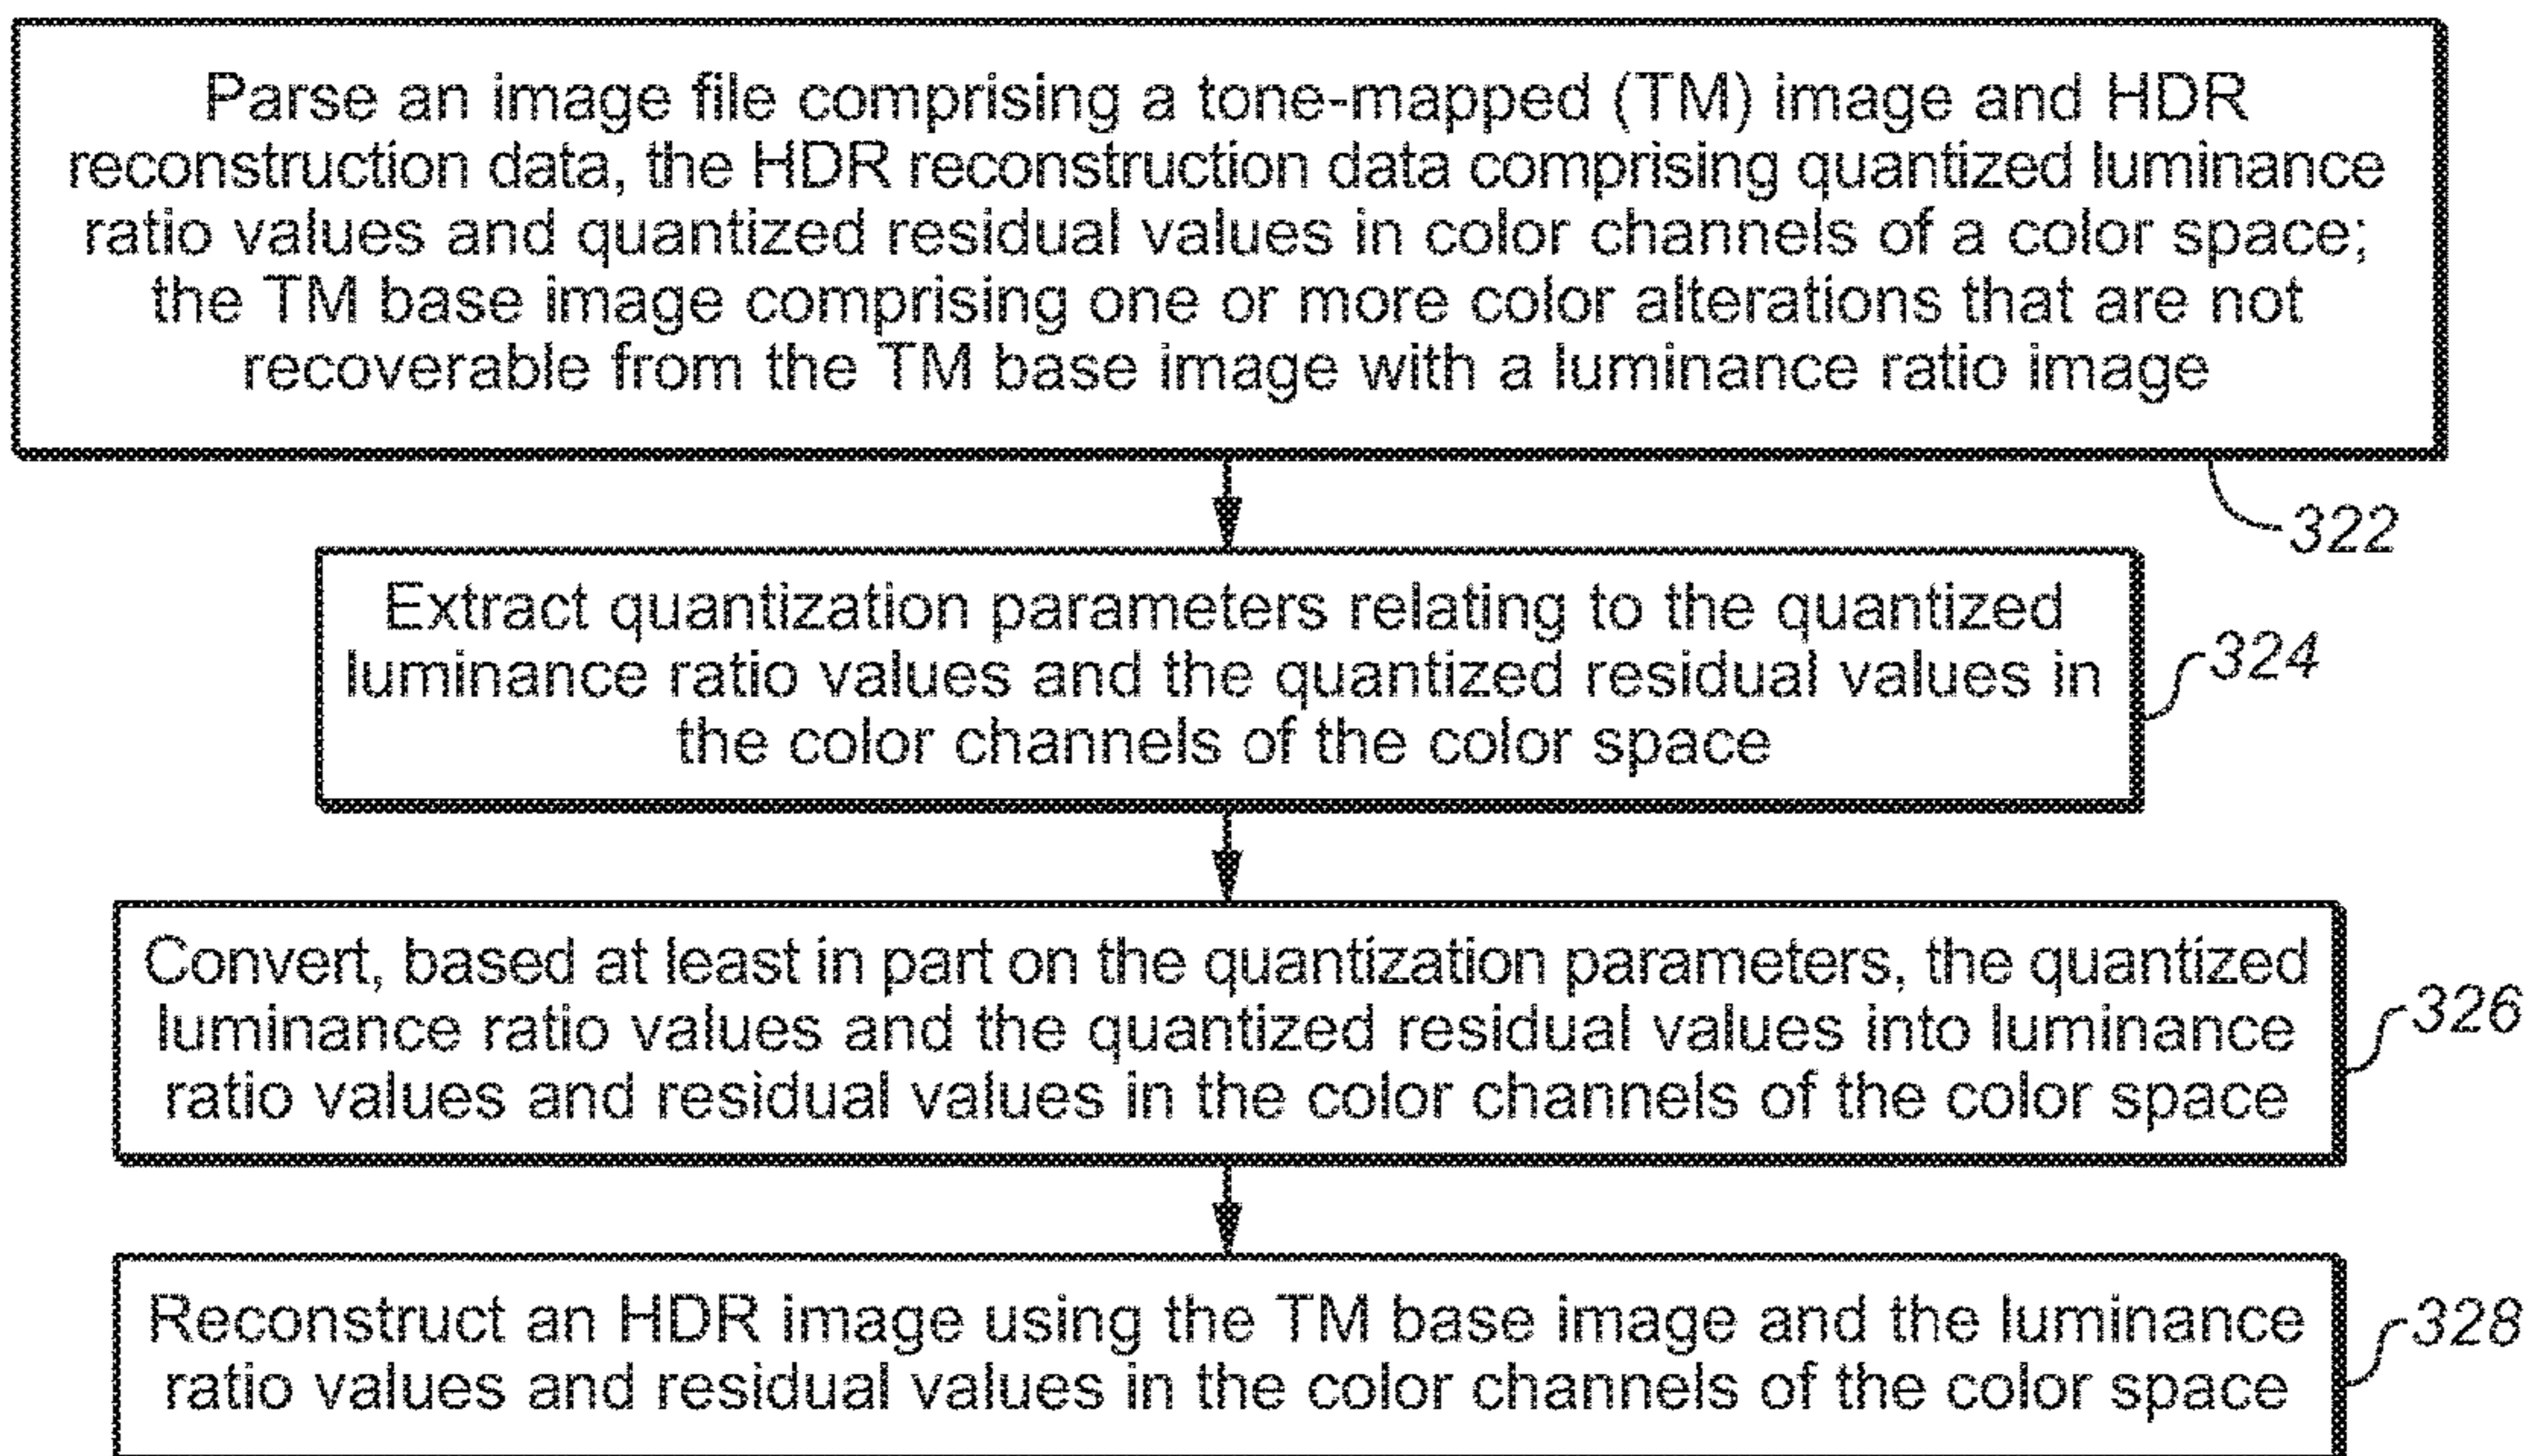 Parse an image file comprising a tone-mapped (TM) image and HDR
reconstruction data, the HDR reconstruction data comprising quantized luminance
ratio values and quantized residual values in color channels of a color space;
the TM base image comprising one or more color alterations that are not
recoverable from the TM base image with a luminance ratio image
322
Extract quantization parameters relating to the quantized
luminance ratio values and the quantized residual values in
the color channels of the color space
324
Convert, based at least in part on the quantization parameters, the quantized
luminance ratio values and the quantized residual values into luminance
ratio values and residual values in the color channels of the color space
326
Reconstruct an HDR image using the TM base image and the luminance
ratio values and residual values in the color channels of the color space
328